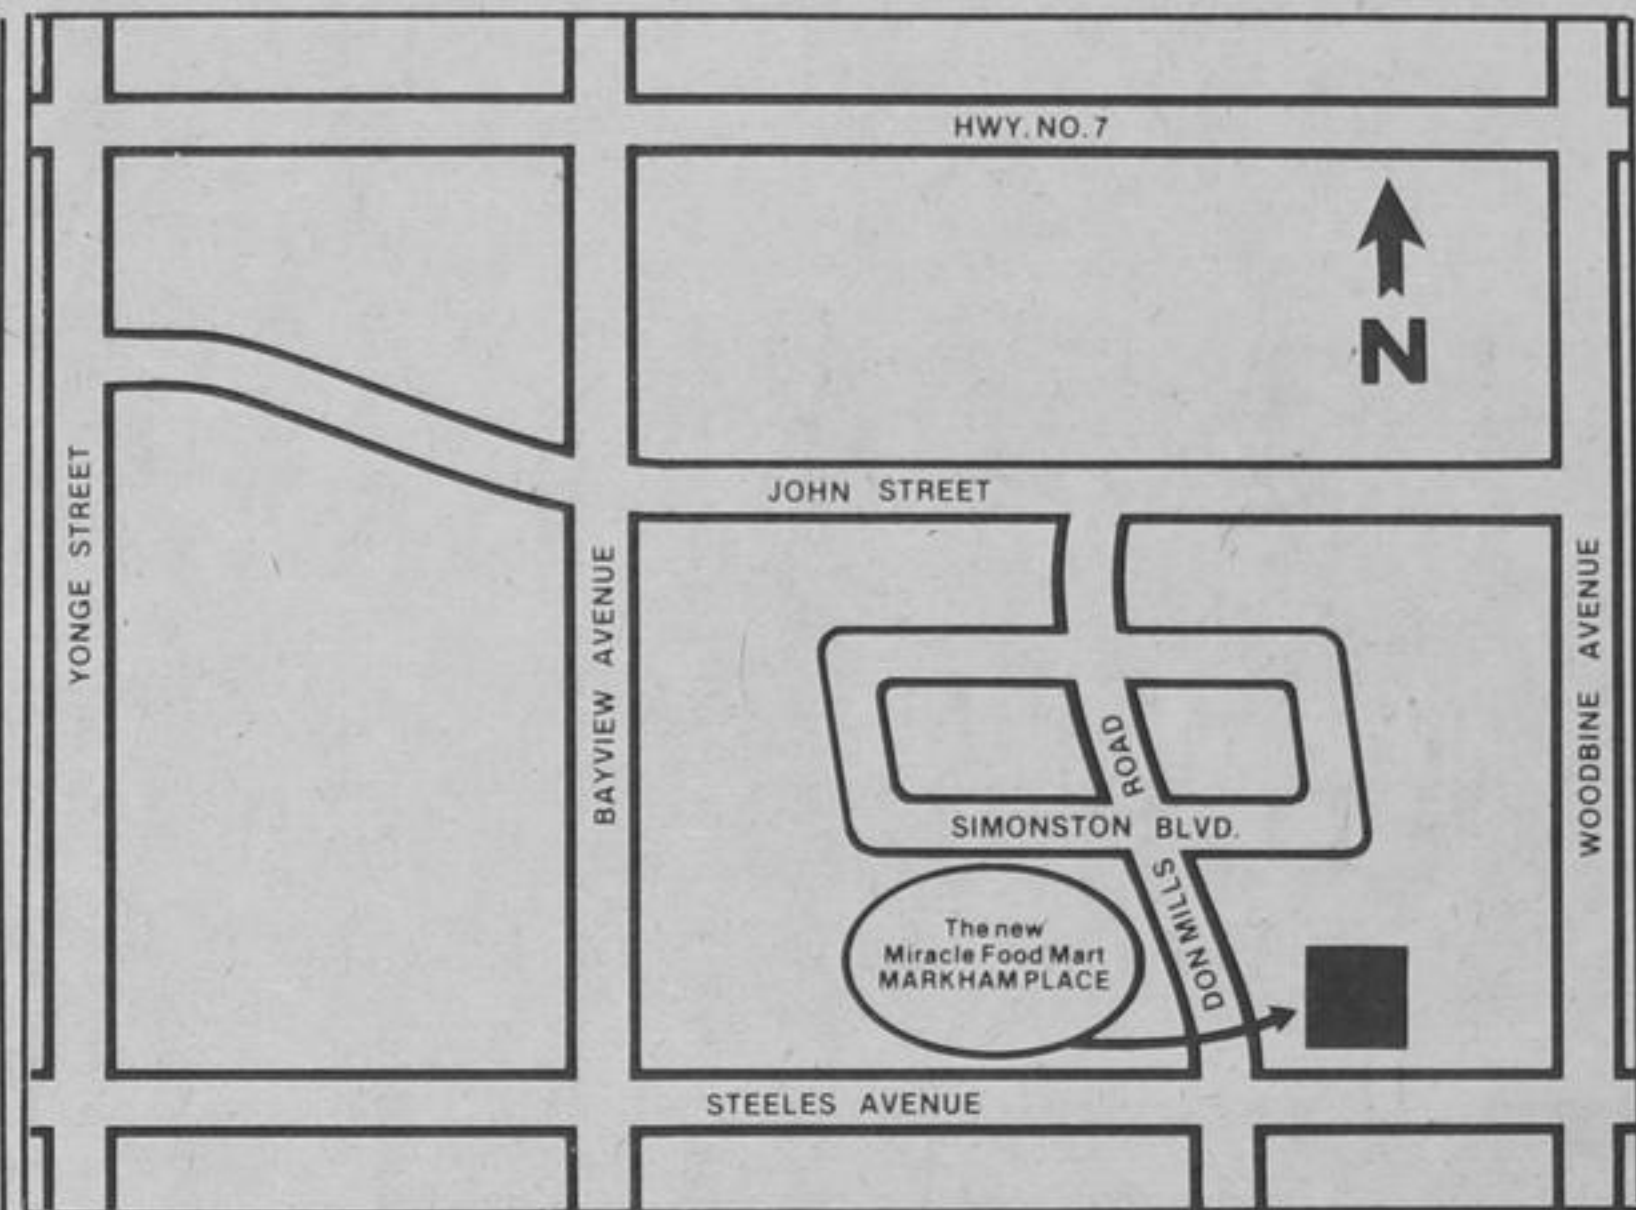 HWY. NO. 7
N
YONGE STREET
JOHN STREET
BAYVIEW AVENUE
WOODBINE AVENUE
ROAD
SIMONSTON BLVD.
DON MILLS
The new
Miracle Food Mart
MARKHAM PLACE
STEELES AVENUE